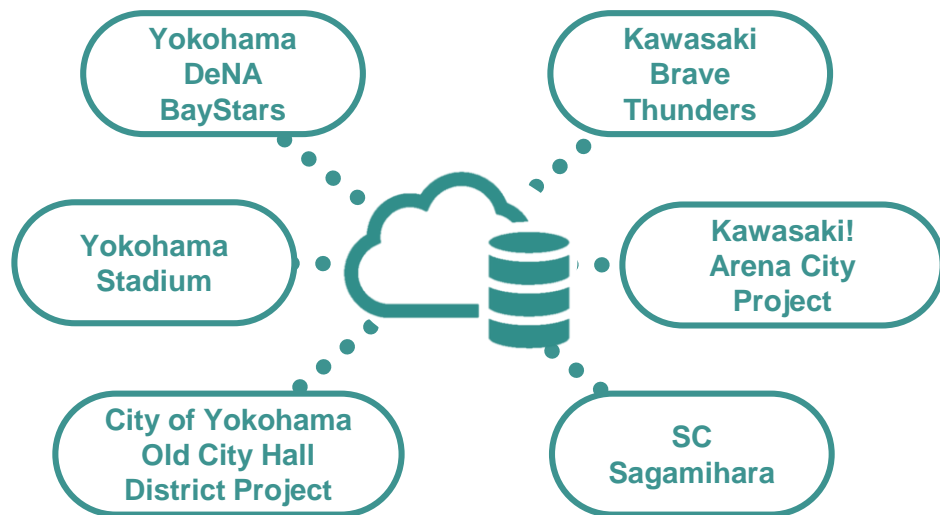 Yokohama
DeNA
BayStars
Kawasaki
Brave
Thunders
Yokohama
Stadium
Kawasaki!
Arena City
Project
City of Yokohama
Old City Hall
District Project
SC
Sagamihara